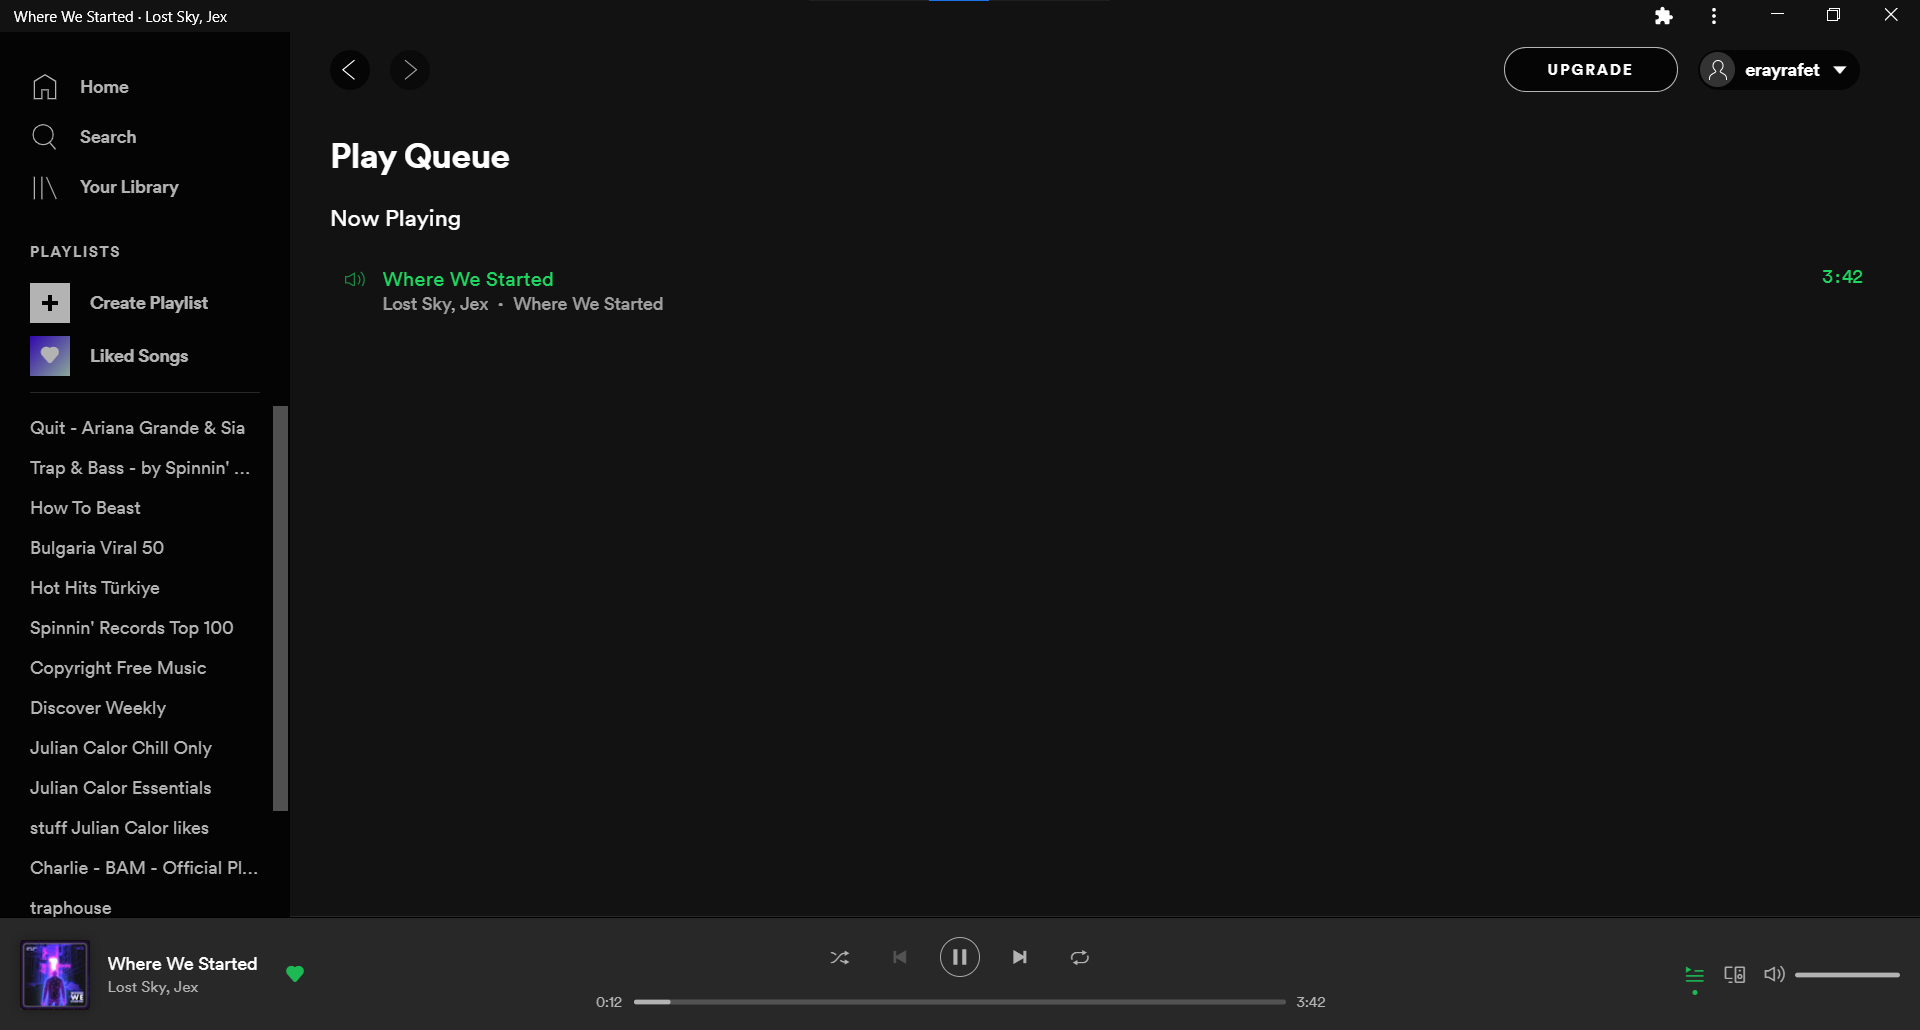 Where We Started · Lost Sky, Jex
Home
Search
Your Library
PLAYLISTS
Create Playlist
Liked Songs
Quit - Ariana Grande & Sia
Trap & Bass - by Spinnin' ...
How To Beast
Bulgaria Viral 50
Hot Hits Türkiye
Spinnin' Records Top 100
Copyright Free Music
Discover Weekly
Julian Calor Chill Only
Julian Calor Essentials
stuff Julian Calor likes
Charlie - BAM - Official Pl...
traphouse
UPGRADE
erayrafet
Play Queue
Now Playing
Where We Started
3:42
Lost Sky, Jex • Where We Started
Where We Started
Lost Sky, Jex
0:12
3:42